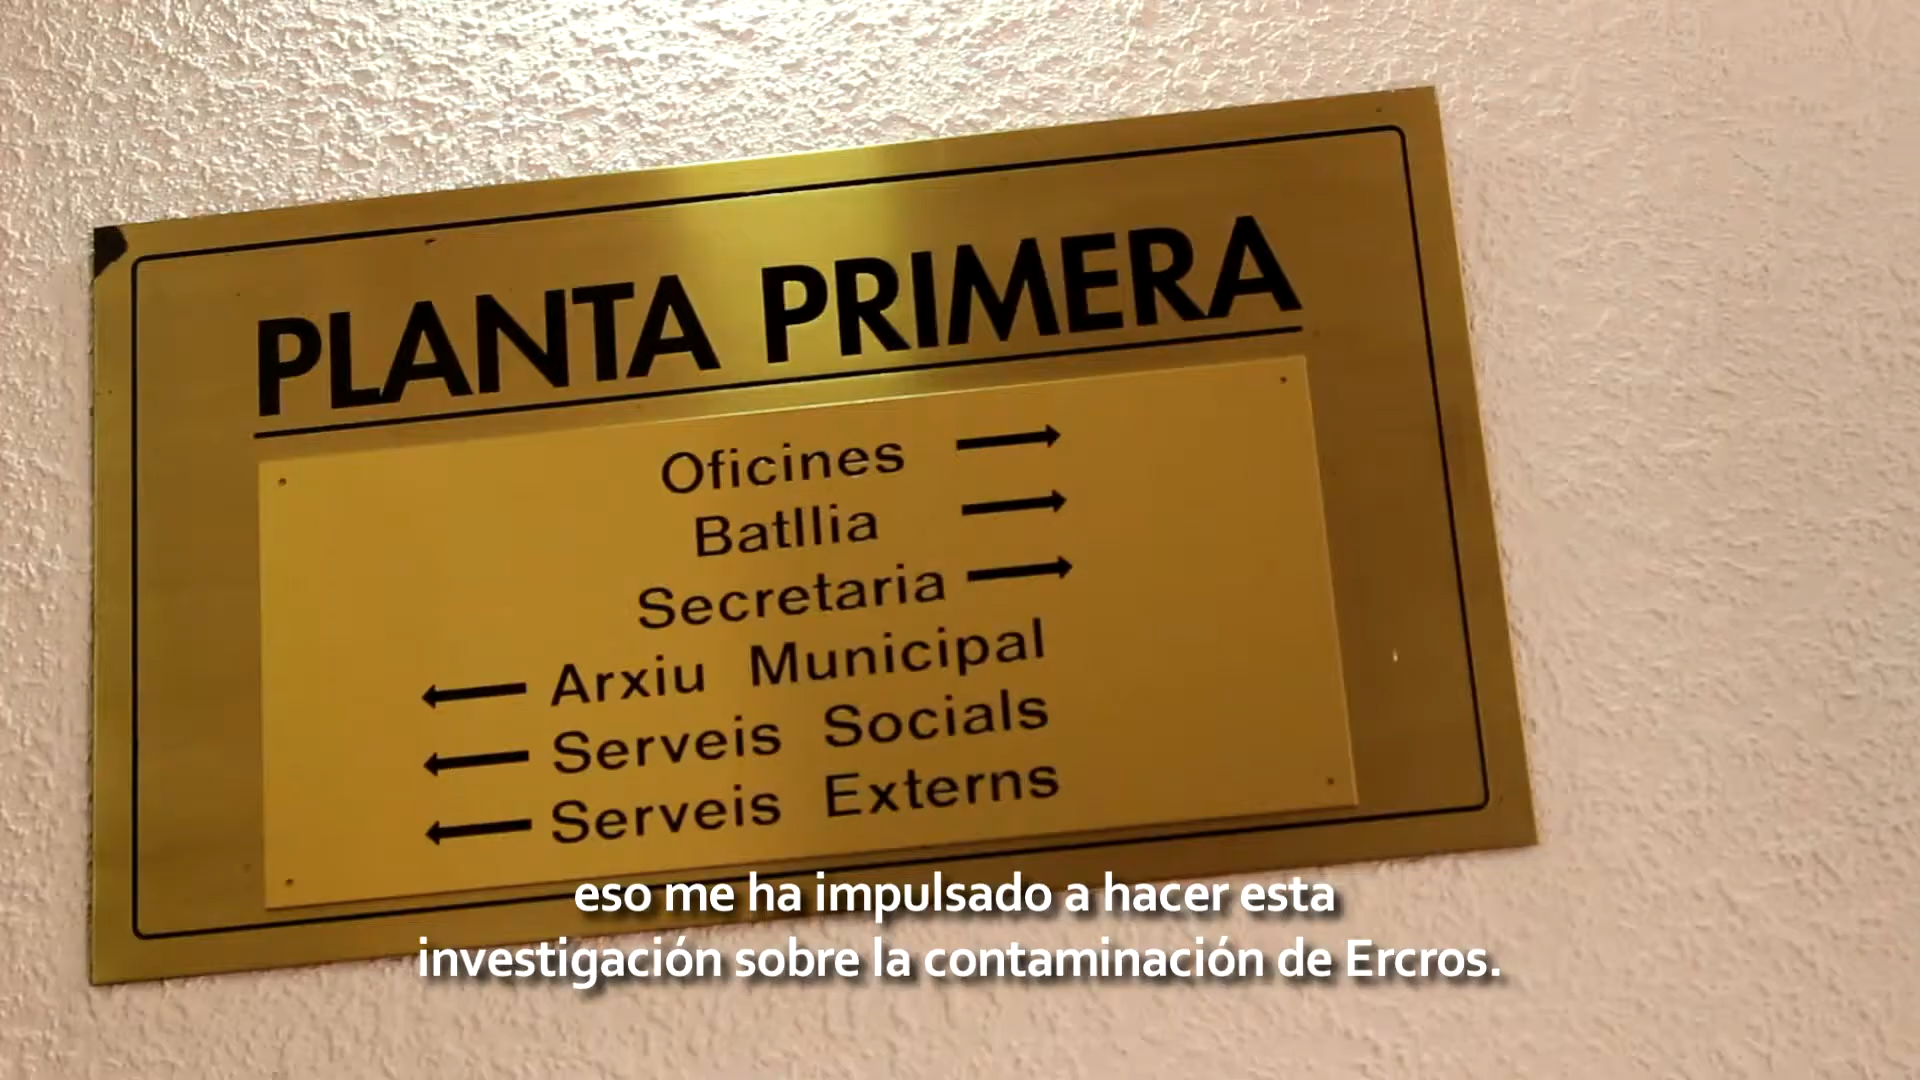 PLANTA PRIMERA
Oficines
Batllia
Secretaria
Arxiu Municipal
Serveis Socials
Serveis Externs
eso me ha impulsado a hacer esta
investigación sobre la contaminación de Ercros.